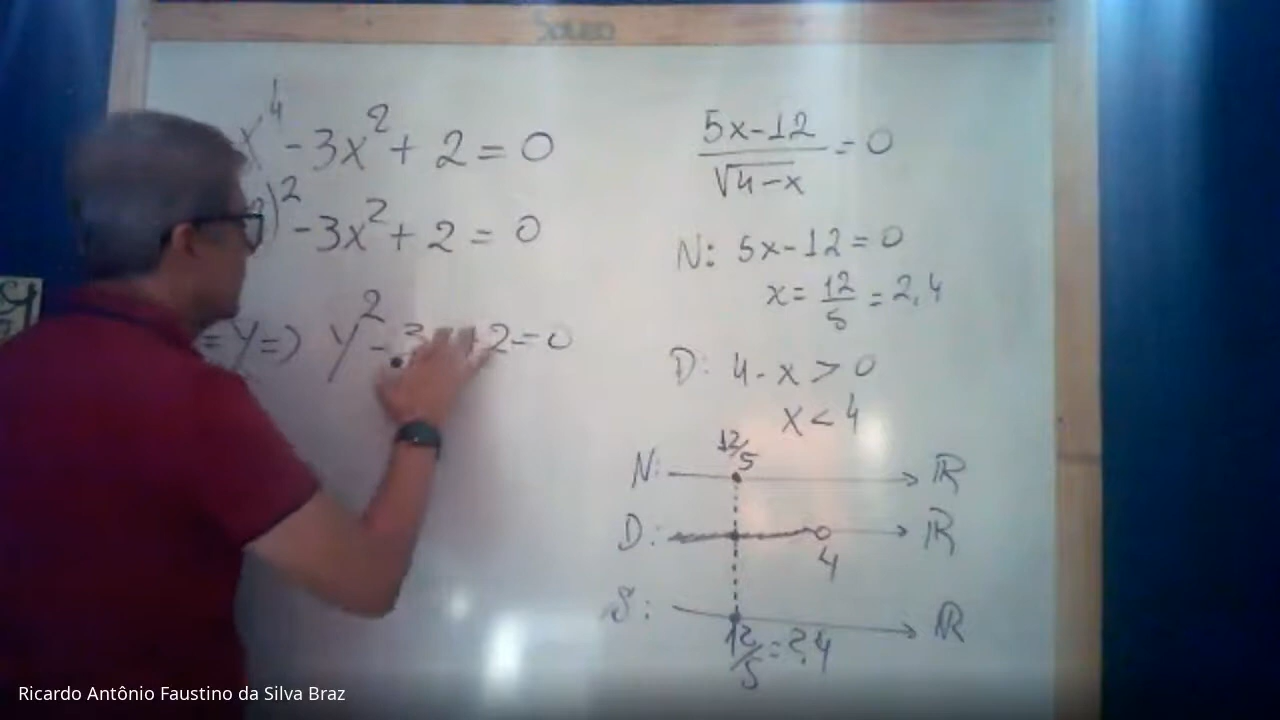 x⁴ - 3x² + 2 = 0
)² - 3x² + 2 = 0
= y => y² - 3 +2 = 0
5x-12 / √4-x = 0
N: 5x-12 = 0
x = 12/5 = 2,4
D: 4 - x > 0
x < 4
12/5
N: ℝ
D: ℝ
4
S: ℝ
12/5 = 2,4
Ricardo Antônio Faustino da Silva Braz